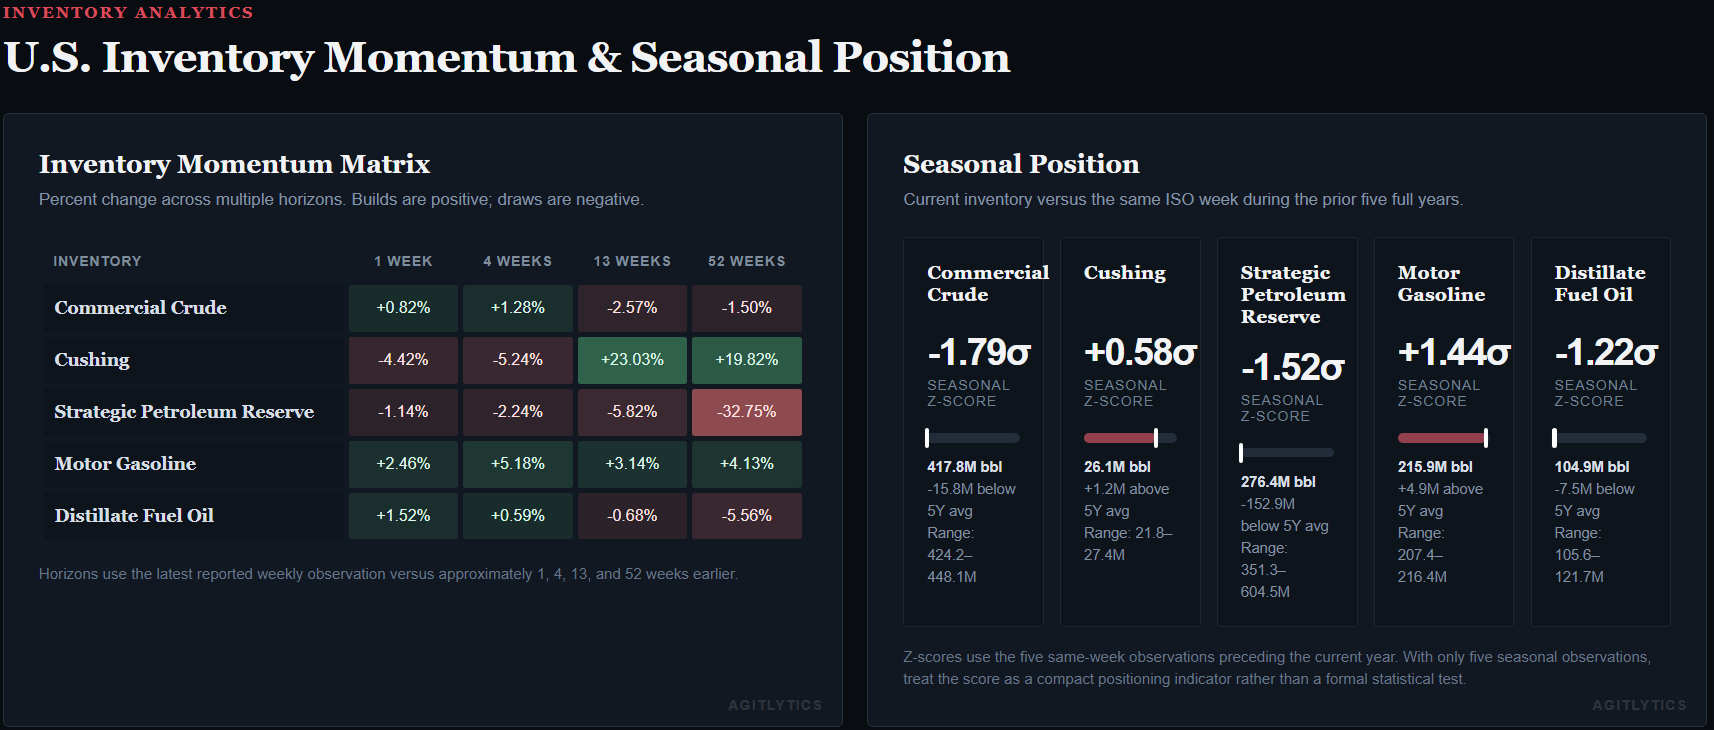 INVENTORY ANALYTICS
U.S. Inventory Momentum & Seasonal Position
Inventory Momentum Matrix
Percent change across multiple horizons. Builds are positive; draws are negative.
INVENTORY 1 WEEK 4 WEEKS 13 WEEKS 52 WEEKS
Commercial Crude +0.82% +1.28% -2.57% -1.50%
Cushing -4.42% -5.24% +23.03% +19.82%
Strategic Petroleum Reserve -1.14% -2.24% -5.82% -32.75%
Motor Gasoline +2.46% +5.18% +3.14% +4.13%
Distillate Fuel Oil +1.52% +0.59% -0.68% -5.56%
Horizons use the latest reported weekly observation versus approximately 1, 4, 13, and 52 weeks earlier.
AGITLYTICS
Seasonal Position
Current inventory versus the same ISO week during the prior five full years.
Commercial
Crude
-1.79σ
SEASONAL
Z-SCORE
417.8M bbl
-15.8M below
5Y avg
Range:
424.2–
448.1M
Cushing
+0.58σ
SEASONAL
Z-SCORE
26.1M bbl
+1.2M above
5Y avg
Range: 21.8–
27.4M
Strategic
Petroleum
Reserve
-1.52σ
SEASONAL
Z-SCORE
276.4M bbl
-152.9M
below 5Y avg
Range:
351.3–
604.5M
Motor
Gasoline
+1.44σ
SEASONAL
Z-SCORE
215.9M bbl
+4.9M above
5Y avg
Range:
207.4–
216.4M
Distillate
Fuel Oil
-1.22σ
SEASONAL
Z-SCORE
104.9M bbl
-7.5M below
5Y avg
Range:
105.6–
121.7M
Z-scores use the five same-week observations preceding the current year. With only five seasonal observations,
treat the score as a compact positioning indicator rather than a formal statistical test.
AGITLYTICS